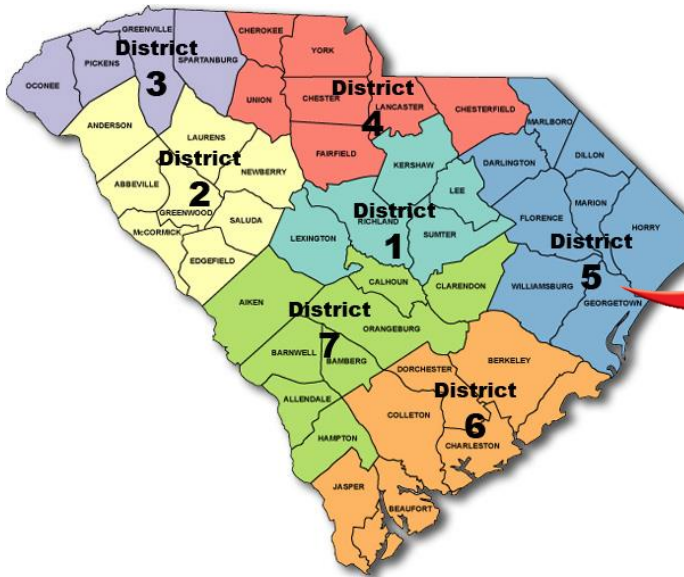 GREENVILLE
CHEROKEE
YORK
District
3
PICKENS
SPARTANBURG
OCONEE
UNION
CHESTER
District
4
LANCASTER
CHESTERFIELD
MARLBORO
ANDERSON
LAURENS
FAIRFIELD
KERSHAW
DARLINGTON
DILLON
District
2
NEWBERRY
ABBEVILLE
GREENWOOD
LEE
MARION
SALUDA
RICHLAND
District
1
FLORENCE
HORRY
McCORMICK
LEXINGTON
SUMTER
District
5
EDGEFIELD
CALHOUN
CLARENDON
WILLIAMSBURG
GEORGETOWN
AIKEN
District
7
ORANGEBURG
BARNWELL
BAMBERG
DORCHESTER
BERKELEY
ALLENDALE
COLLETON
District
6
HAMPTON
CHARLESTON
JASPER
BEAUFORT